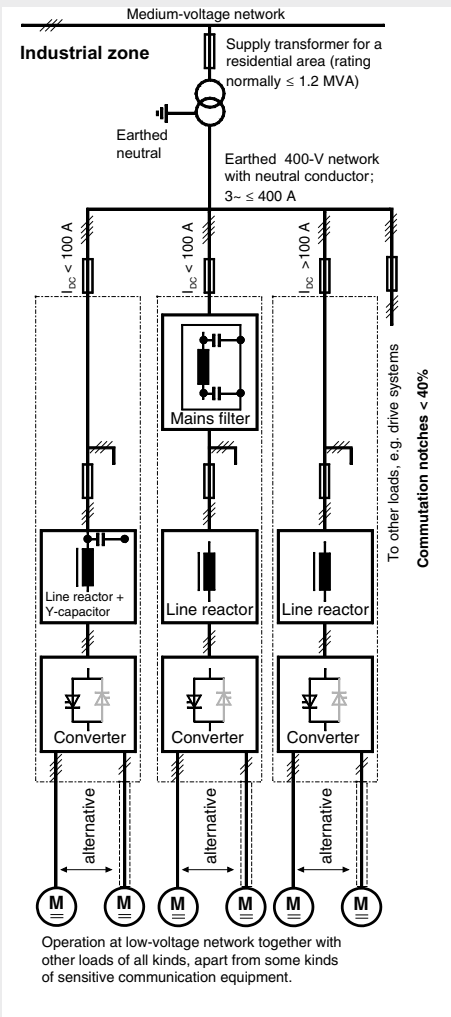 Medium-voltage network
Industrial zone
Supply transformer for a
residential area (rating
normally ≤ 1.2 MVA)
Earthed
neutral
Earthed 400-V network
with neutral conductor;
3~ ≤ 400 A
I_DC < 100 A
I_DC < 100 A
I_DC >100 A
To other loads, e.g. drive systems
Commutation notches < 40%
Mains filter
Line reactor +
Y-capacitor
Line reactor
Line reactor
Converter
Converter
Converter
alternative
alternative
alternative
M
M
M
M
M
M
Operation at low-voltage network together with
other loads of all kinds, apart from some kinds
of sensitive communication equipment.